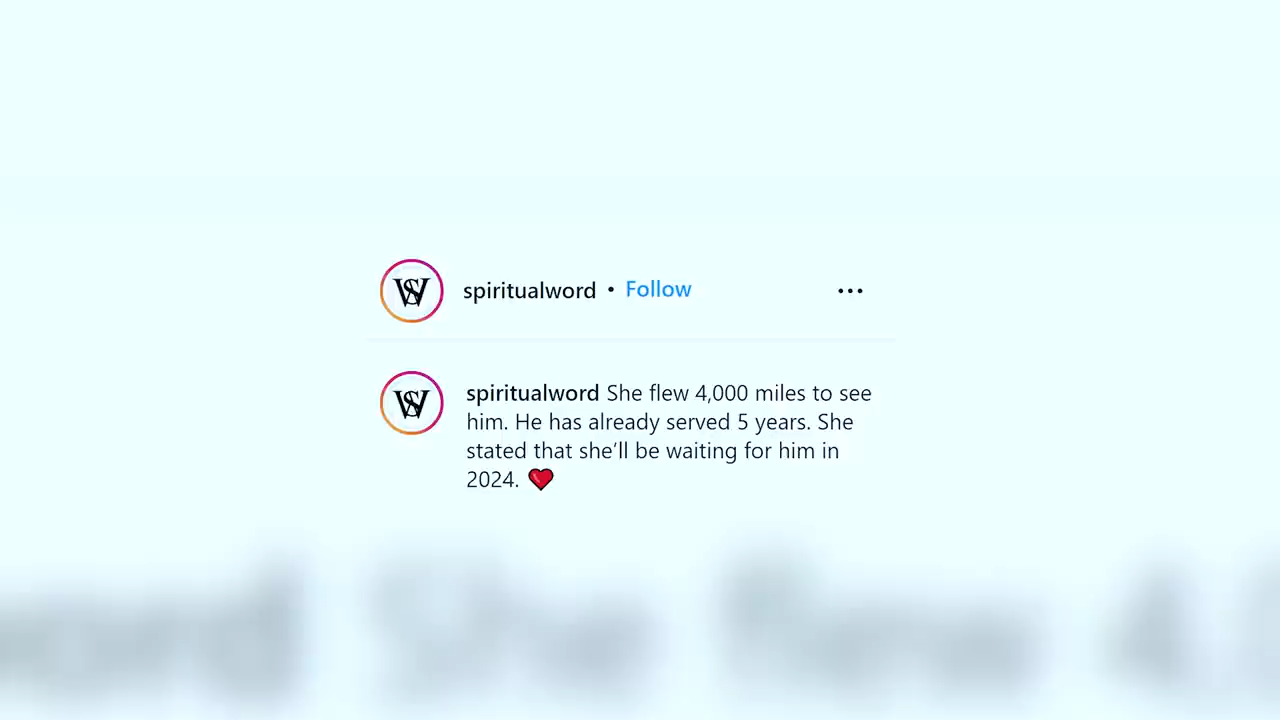 spiritualword • Follow
spiritualword She flew 4,000 miles to see
him. He has already served 5 years. She
stated that she'll be waiting for him in
2024. ❤️